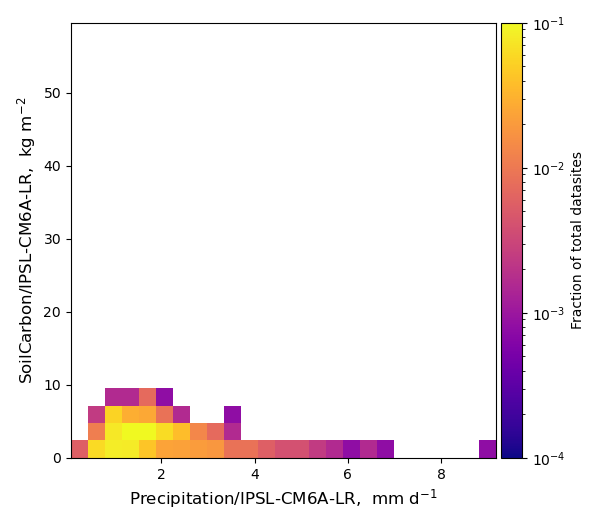 SoilCarbon/IPSL-CM6A-LR, kg m⁻²
50
40
30
20
10
0
2 4 6 8
Precipitation/IPSL-CM6A-LR, mm d⁻¹
10⁻¹
10⁻²
10⁻³
10⁻⁴
Fraction of total datasites